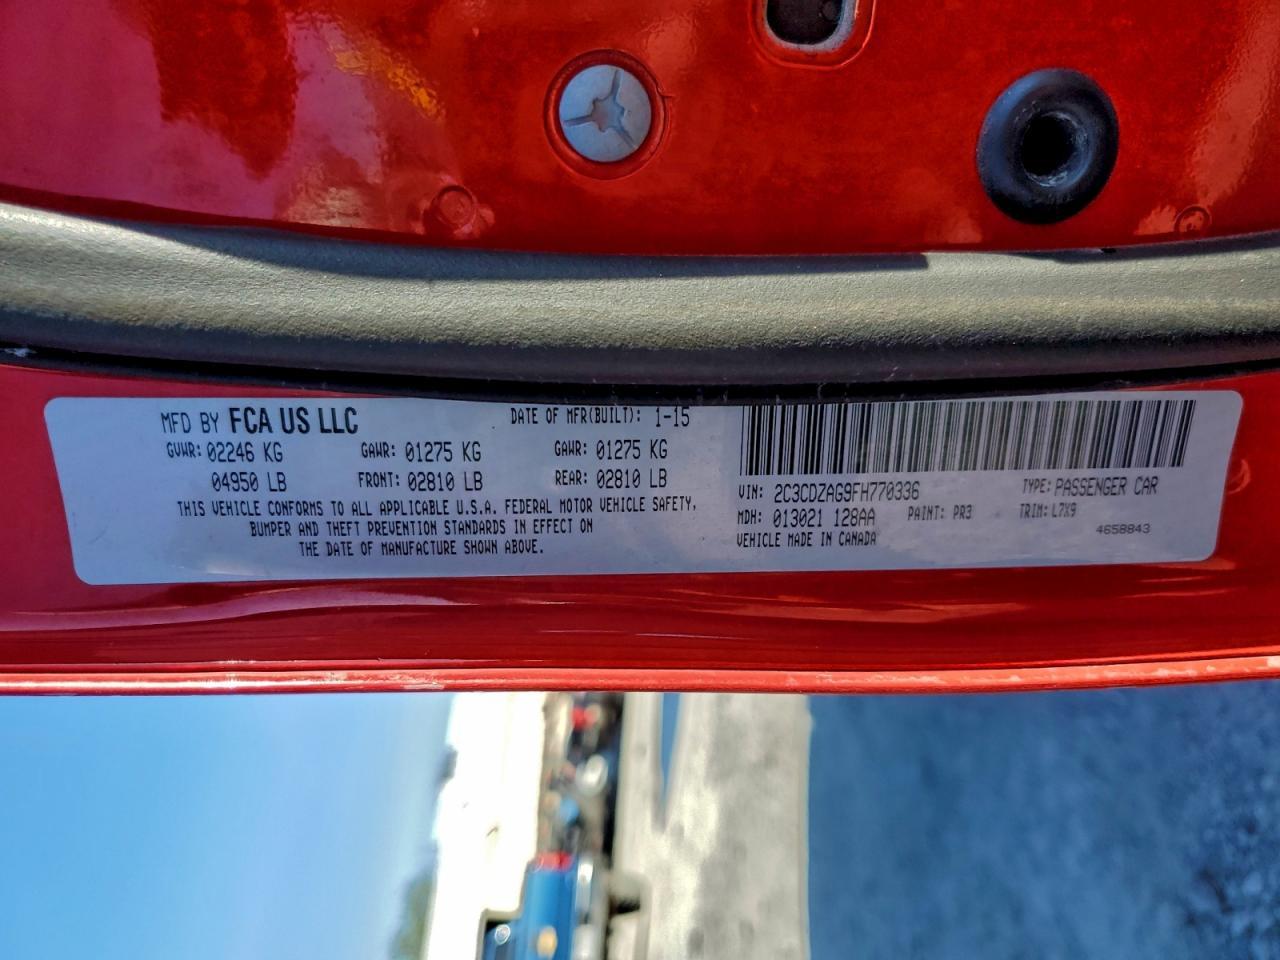 MFD BY FCA US LLC DATE OF MFR(BUILT): 1-15
GVWR: 02246 KG GAWR: 01275 KG GAWR: 01275 KG
04950 LB FRONT: 02810 LB REAR: 02810 LB
THIS VEHICLE CONFORMS TO ALL APPLICABLE U.S.A. FEDERAL MOTOR VEHICLE SAFETY,
BUMPER AND THEFT PREVENTION STANDARDS IN EFFECT ON
THE DATE OF MANUFACTURE SHOWN ABOVE.
VIN: 2C3CDZAG9FH770336 TYPE: PASSENGER CAR
MDH: 013021 128AA PAINT: PR3 TRIM: L7X9
VEHICLE MADE IN CANADA 4658843